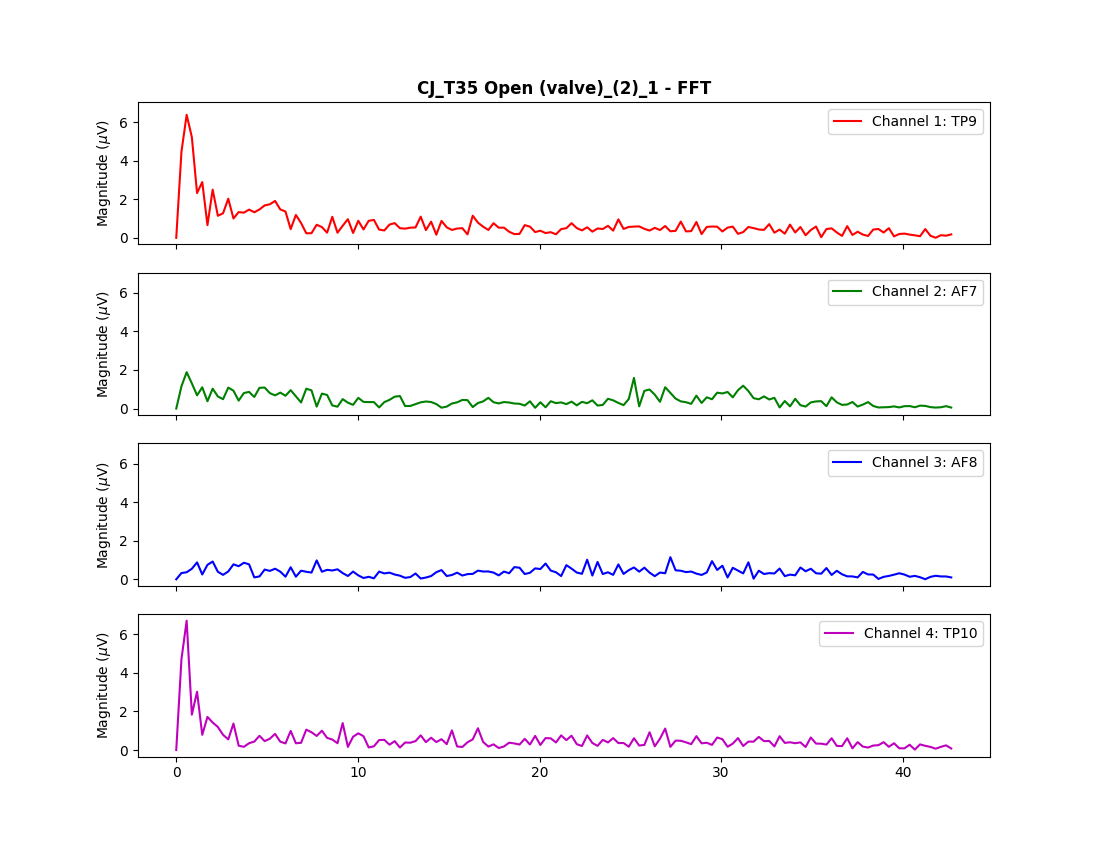 CJ_T35 Open (valve)_(2)_1 - FFT
Magnitude (μV)
6
4
2
0
Channel 1: TP9
Magnitude (μV)
6
4
2
0
Channel 2: AF7
Magnitude (μV)
6
4
2
0
Channel 3: AF8
Magnitude (μV)
6
4
2
0
Channel 4: TP10
0 10 20 30 40